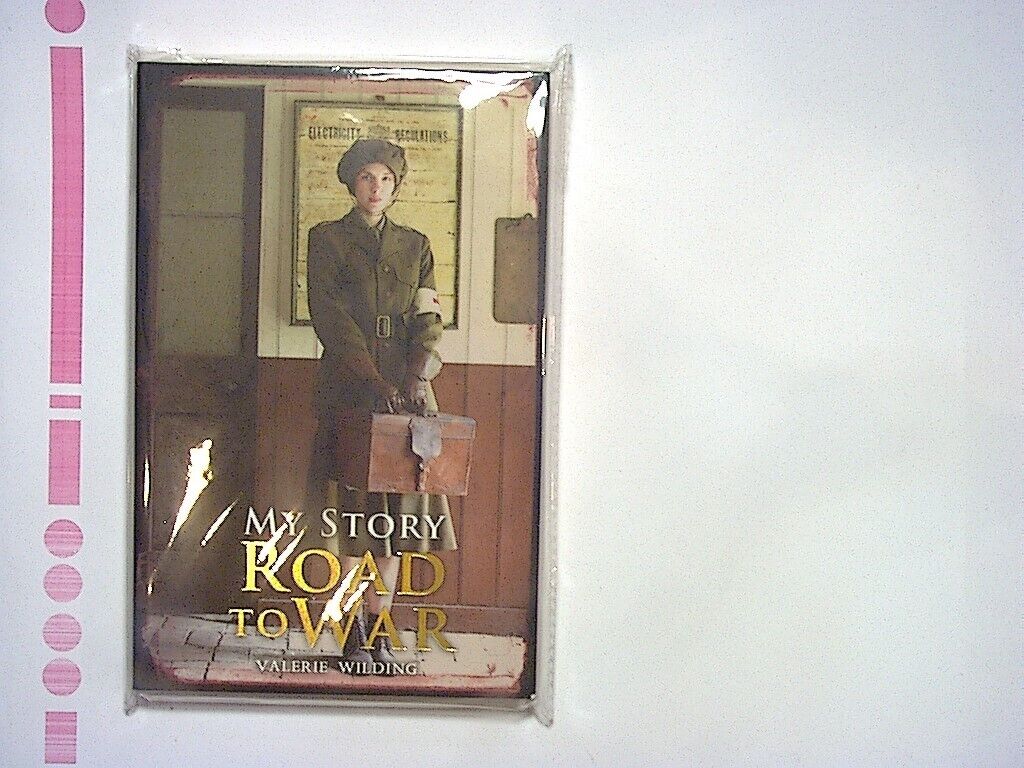 ELECTRICITY REGULATIONS
MY STORY
ROAD
TO WAR
VALERIE WILDING